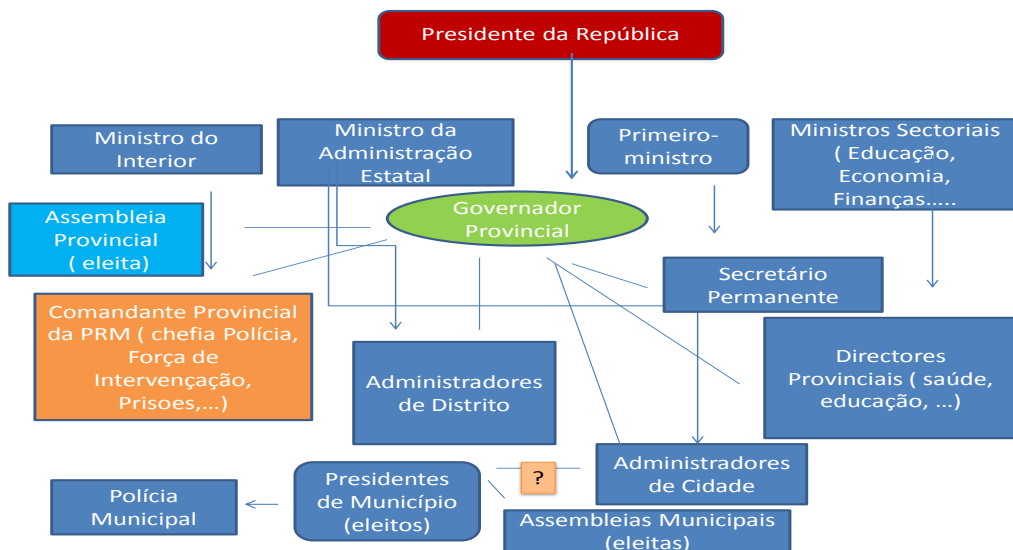 Presidente da República
Ministro do
Interior
Ministro da
Administração
Estatal
Primeiro-
ministro
Ministros Sectoriais
( Educação,
Economia,
Finanças.....
Assembleia
Provincial
( eleita)
Governador
Provincial
Secretário
Permanente
Comandante Provincial
da PRM ( chefia Polícia,
Força de
Intervençação,
Prisoes,...)
Administradores
de Distrito
Directores
Provinciais ( saúde,
educação, ...)
Polícia
Municipal
Presidentes
de Município
(eleitos)
?
Administradores
de Cidade
Assembleias Municipais
(eleitas)